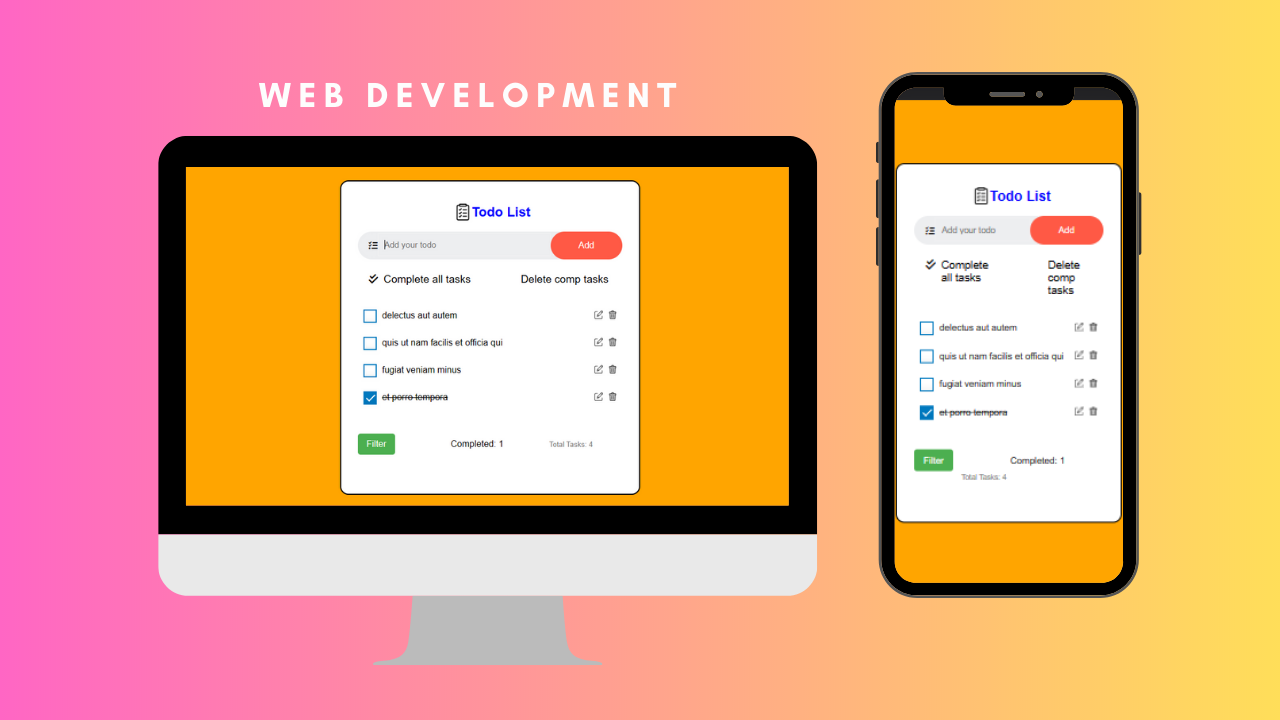 WEB DEVELOPMENT
Todo List
Add your todo
Add
Complete all tasks
Delete comp tasks
delectus aut autem
quis ut nam facilis et officia qui
fugiat veniam minus
et porro tempora
Filter
Completed: 1
Total Tasks: 4
Todo List
Add your todo
Add
Complete
all tasks
Delete
comp
tasks
delectus aut autem
quis ut nam facilis et officia qui
fugiat veniam minus
et porro tempora
Filter
Completed: 1
Total Tasks: 4